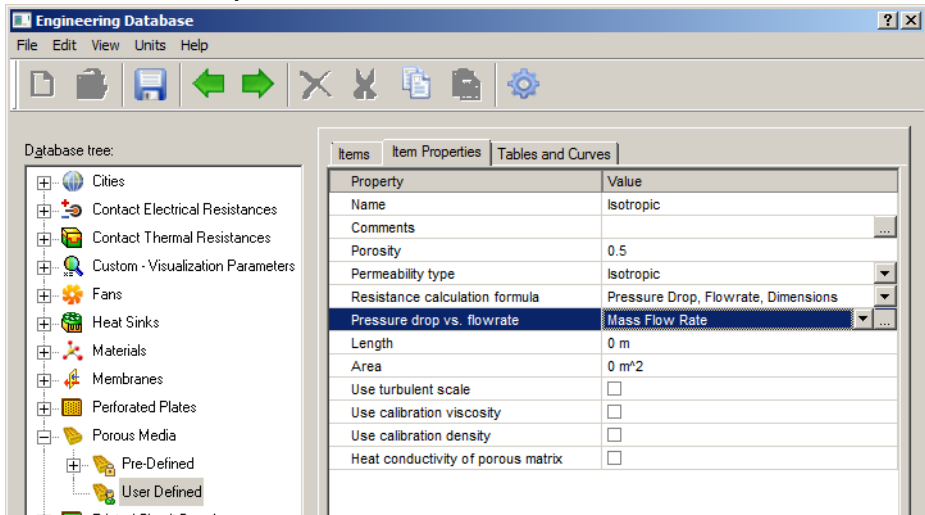 Engineering Database
File Edit View Units Help
Database tree:
Cities
Contact Electrical Resistances
Contact Thermal Resistances
Custom - Visualization Parameters
Fans
Heat Sinks
Materials
Membranes
Perforated Plates
Porous Media
Pre-Defined
User Defined
Items Item Properties Tables and Curves
Property Value
Name Isotropic
Comments ...
Porosity 0.5
Permeability type Isotropic
Resistance calculation formula Pressure Drop, Flowrate, Dimensions
Pressure drop vs. flowrate Mass Flow Rate ...
Length 0 m
Area 0 m^2
Use turbulent scale
Use calibration viscosity
Use calibration density
Heat conductivity of porous matrix